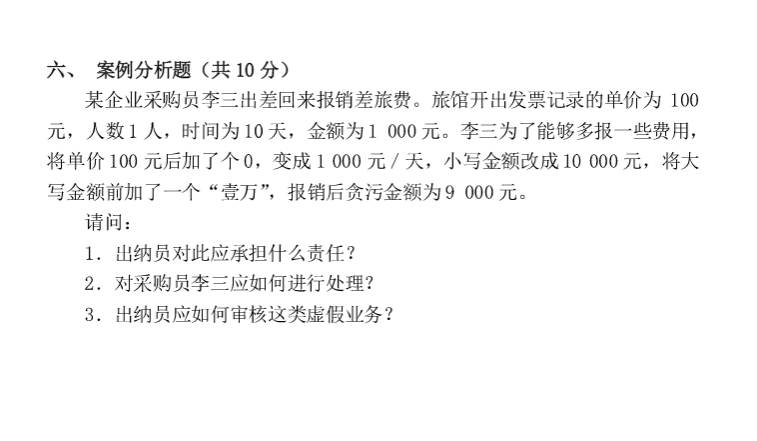 六、 案例分析题（共 10 分）
某企业采购员李三出差回来报销差旅费。旅馆开出发票记录的单价为 100
元，人数 1 人，时间为 10 天，金额为 1 000 元。李三为了能够多报一些费用，
将单价 100 元后加了个 0，变成 1 000 元 / 天，小写金额改成 10 000 元，将大
写金额前加了一个“壹万”，报销后贪污金额为 9 000 元。
请问：
1．出纳员对此应承担什么责任？
2．对采购员李三应如何进行处理？
3．出纳员应如何审核这类虚假业务？